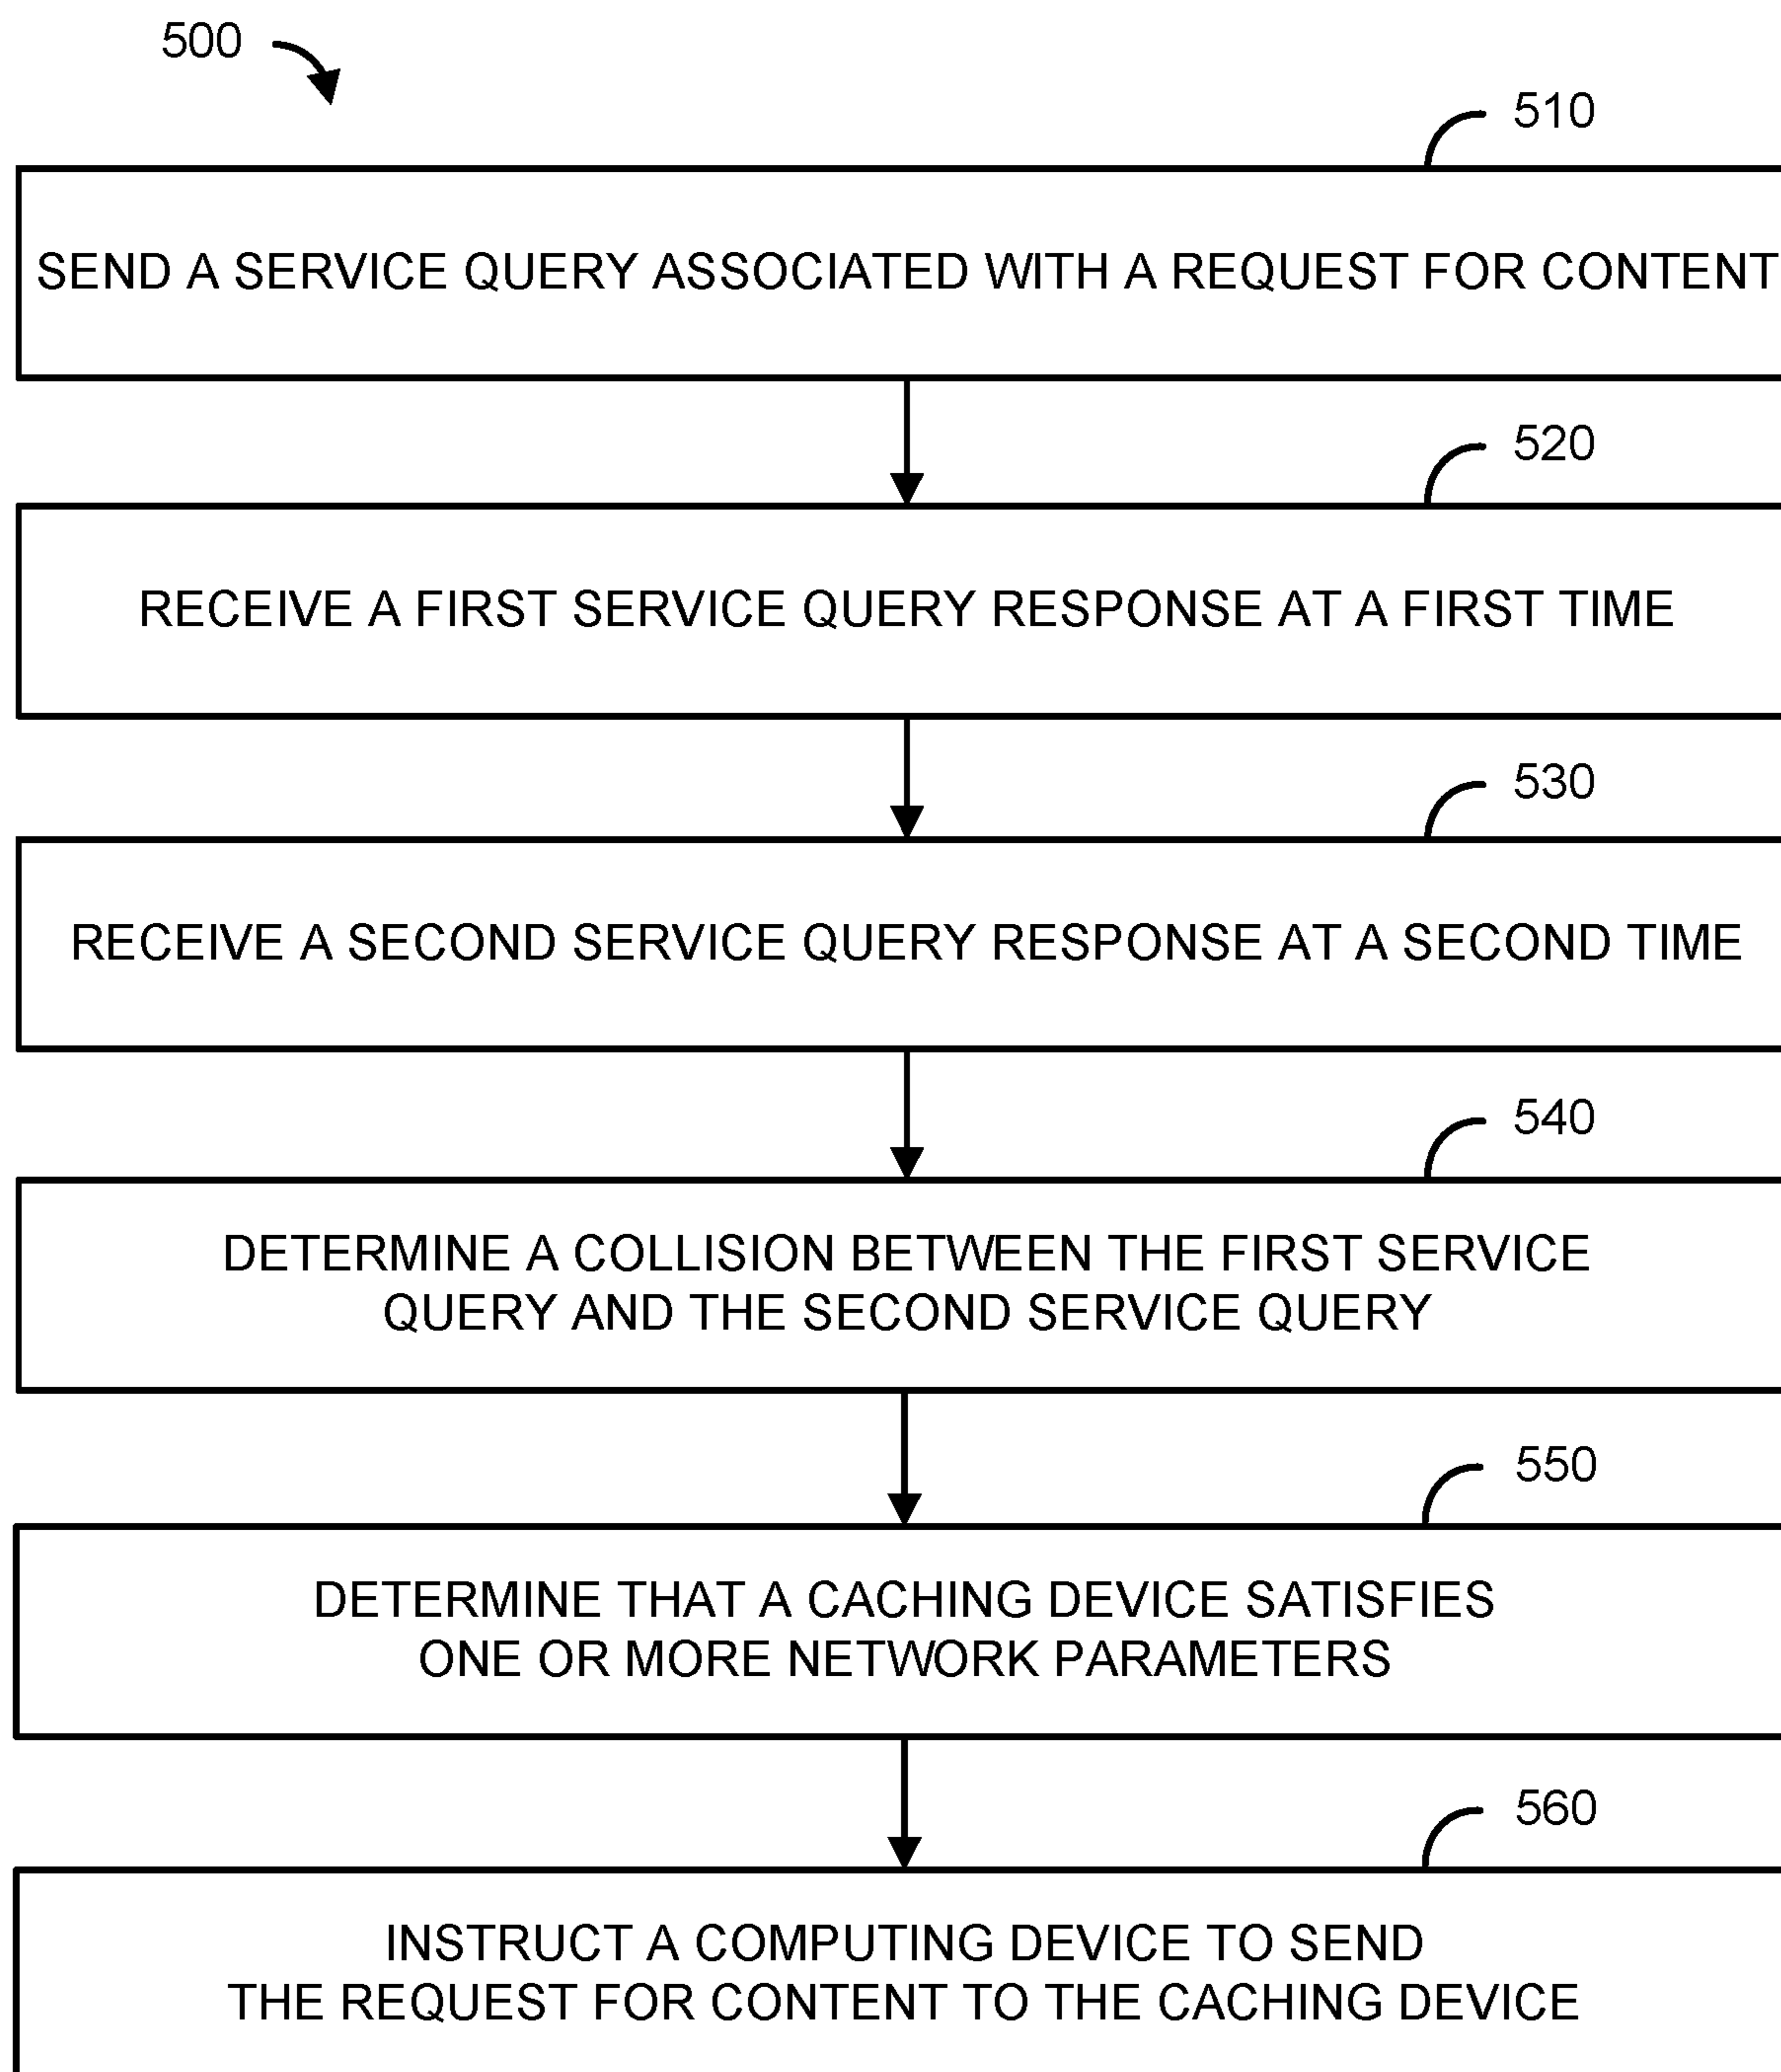 500
510
SEND A SERVICE QUERY ASSOCIATED WITH A REQUEST FOR CONTENT
520
RECEIVE A FIRST SERVICE QUERY RESPONSE AT A FIRST TIME
530
RECEIVE A SECOND SERVICE QUERY RESPONSE AT A SECOND TIME
540
DETERMINE A COLLISION BETWEEN THE FIRST SERVICE
QUERY AND THE SECOND SERVICE QUERY
550
DETERMINE THAT A CACHING DEVICE SATISFIES
ONE OR MORE NETWORK PARAMETERS
560
INSTRUCT A COMPUTING DEVICE TO SEND
THE REQUEST FOR CONTENT TO THE CACHING DEVICE